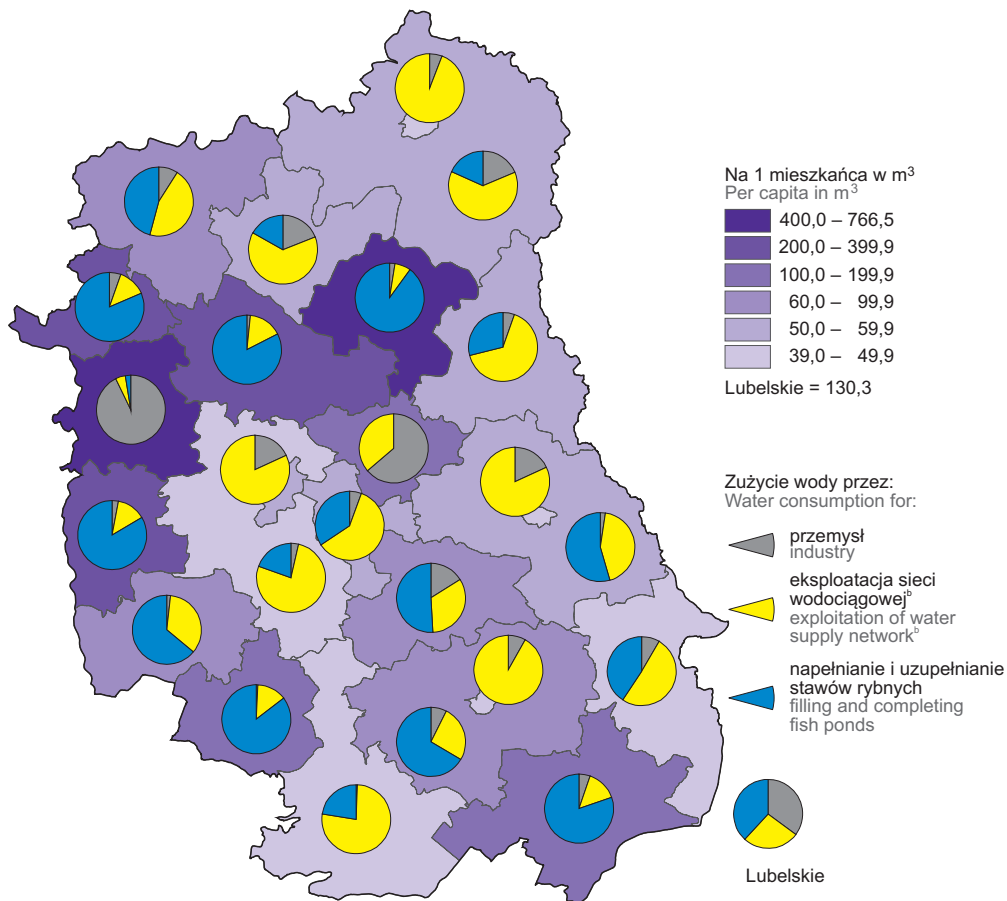 Na 1 mieszkańca w m³
Per capita in m³
400,0 – 766,5
200,0 – 399,9
100,0 – 199,9
60,0 – 99,9
50,0 – 59,9
39,0 – 49,9
Lubelskie = 130,3
Zużycie wody przez:
Water consumption for:
przemysł
industry
eksploatacja sieci
wodociągowejᵇ
exploitation of water
supply networkᵇ
napełnianie i uzupełnianie
stawów rybnych
filling and completing
fish ponds
Lubelskie